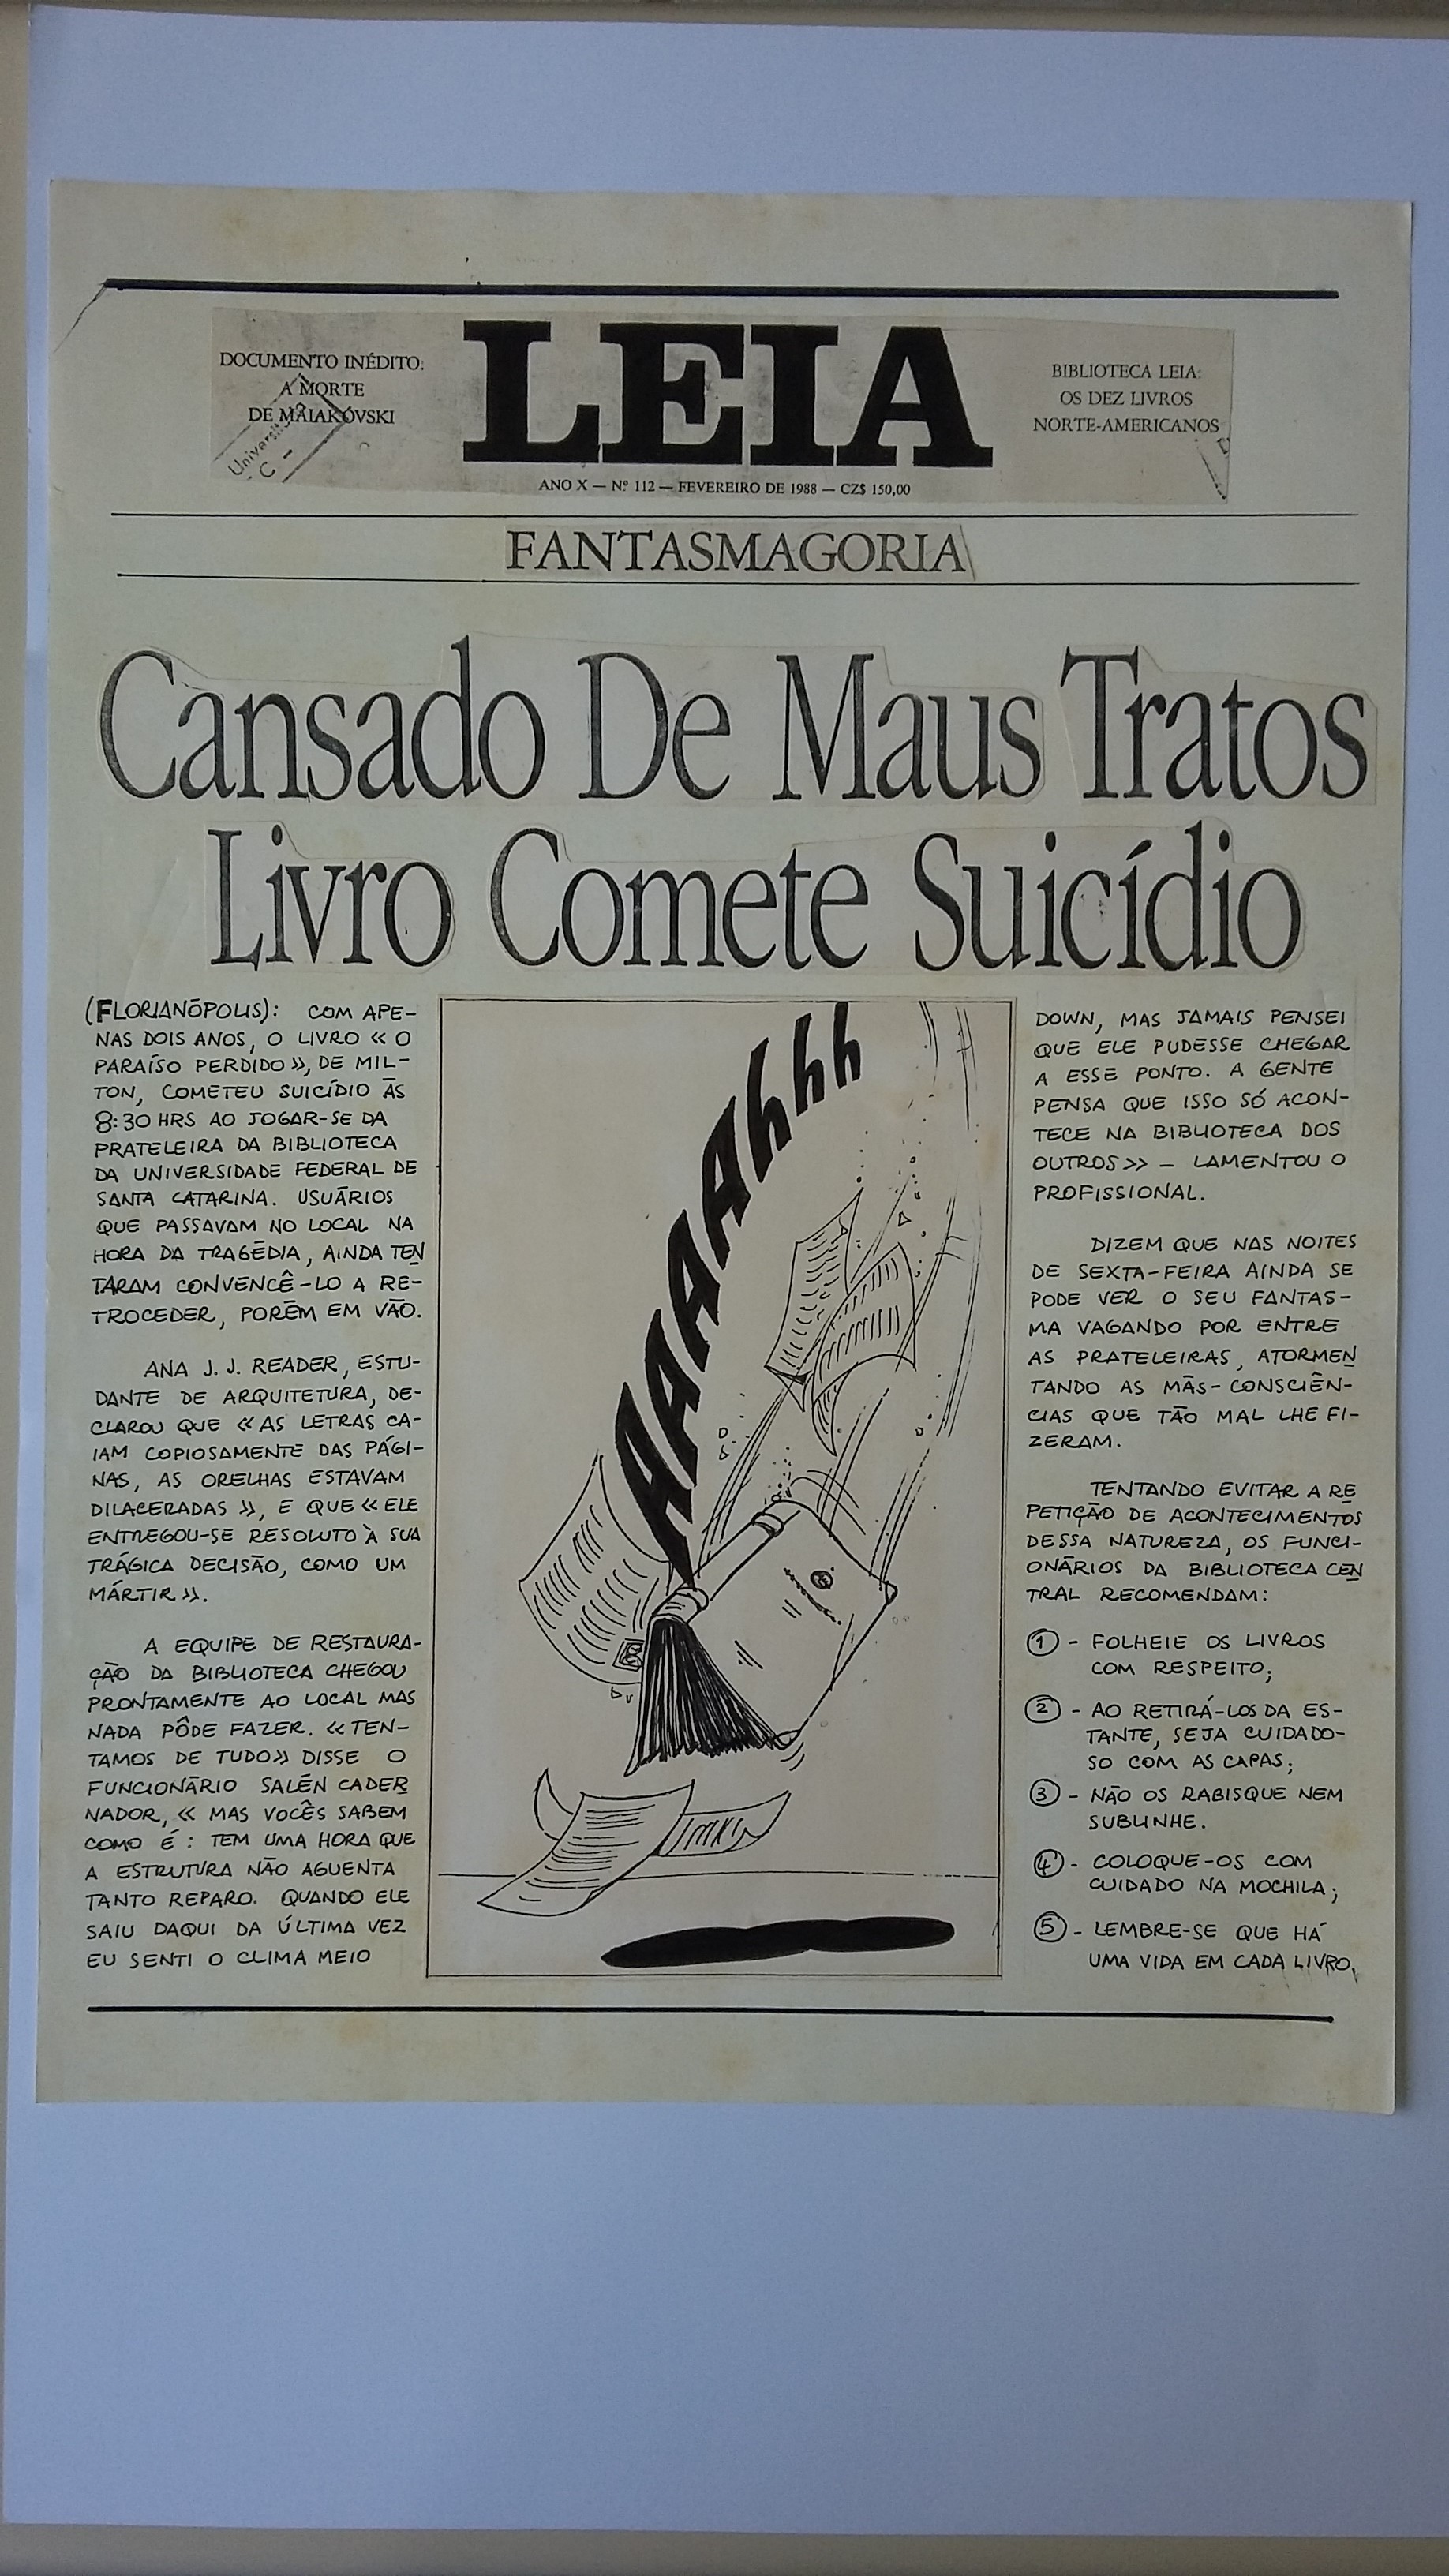 DOCUMENTO INÉDITO:
A MORTE
DE MAIAKÓVSKI
LEIA
BIBLIOTECA LEIA:
OS DEZ LIVROS
NORTE-AMERICANOS
ANO X — Nº 112 — FEVEREIRO DE 1988 — CZ$ 150,00
FANTASMAGORIA
Cansado De Maus Tratos
Livro Comete Suicídio
(FLORIANÓPOLIS): COM APE-
NAS DOIS ANOS, O LIVRO « O
PARAÍSO PERDIDO », DE MIL-
TON, COMETEU SUICÍDIO ÀS
8:30 HRS AO JOGAR-SE DA
PRATELEIRA DA BIBLIOTECA
DA UNIVERSIDADE FEDERAL DE
SANTA CATARINA. USUÁRIOS
QUE PASSAVAM NO LOCAL NA
HORA DA TRAGÉDIA, AINDA TEN
TARAM CONVENCÊ-LO A RE-
TROCEDER, PORÉM EM VÃO.
ANA J. J. READER, ESTU-
DANTE DE ARQUITETURA, DE-
CLAROU QUE « AS LETRAS CA-
IAM COPIOSAMENTE DAS PÁGI-
NAS, AS ORELHAS ESTAVAM
DILACERADAS », E QUE « ELE
ENTREGOU-SE RESOLUTO À SUA
TRÁGICA DECISÃO, COMO UM
MÁRTIR ».
A EQUIPE DE RESTAURA-
ÇÃO DA BIBLIOTECA CHEGOU
PRONTAMENTE AO LOCAL MAS
NADA PÔDE FAZER. « TEN-
TAMOS DE TUDO» DISSE O
FUNCIONÁRIO SALÉN CADER
NADOR, « MAS VOCÊS SABEM
COMO É : TEM UMA HORA QUE
A ESTRUTURA NÃO AGUENTA
TANTO REPARO. QUANDO ELE
SAIU DAQUI DA ÚLTIMA VEZ
EU SENTI O CLIMA MEIO
AAAAAhhhh
DOWN, MAS JAMAIS PENSEI
QUE ELE PUDESSE CHEGAR
A ESSE PONTO. A GENTE
PENSA QUE ISSO SÓ ACON-
TECE NA BIBLIOTECA DOS
OUTROS » — LAMENTOU O
PROFISSIONAL.
DIZEM QUE NAS NOITES
DE SEXTA-FEIRA AINDA SE
PODE VER O SEU FANTAS-
MA VAGANDO POR ENTRE
AS PRATELEIRAS, ATORMEN
TANDO AS MÁS-CONSCIÊN-
CIAS QUE TÃO MAL LHE FI-
ZERAM.
TENTANDO EVITAR A RE
PETIÇÃO DE ACONTECIMENTOS
DESSA NATUREZA, OS FUNCI-
ONÁRIOS DA BIBLIOTECA CEN
TRAL RECOMENDAM:
1 - FOLHEIE OS LIVROS
COM RESPEITO;
2 - AO RETIRÁ-LOS DA ES-
TANTE, SEJA CUIDADO-
SO COM AS CAPAS;
3 - NÃO OS RABISQUE NEM
SUBLINHE.
4 - COLOQUE-OS COM
CUIDADO NA MOCHILA;
5 - LEMBRE-SE QUE HÁ
UMA VIDA EM CADA LIVRO.